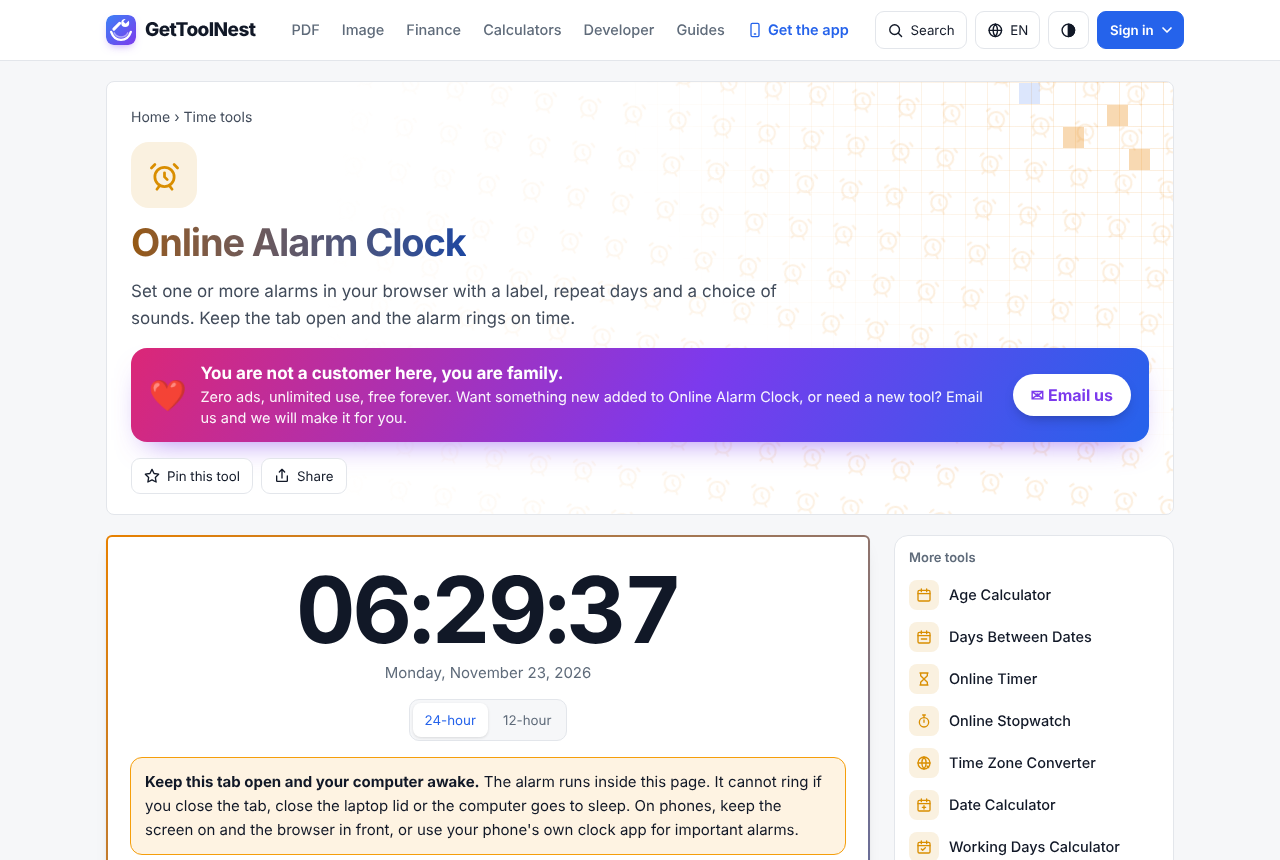 GetToolNest
PDF
Image
Finance
Calculators
Developer
Guides
Get the app
Search
EN
Sign in
Home › Time tools
Online Alarm Clock
Set one or more alarms in your browser with a label, repeat days and a choice of
sounds. Keep the tab open and the alarm rings on time.
You are not a customer here, you are family.
Zero ads, unlimited use, free forever. Want something new added to Online Alarm Clock, or need a new tool? Email
us and we will make it for you.
✉ Email us
Pin this tool
Share
06:29:37
Monday, November 23, 2026
24-hour
12-hour
Keep this tab open and your computer awake. The alarm runs inside this page. It cannot ring if
you close the tab, close the laptop lid or the computer goes to sleep. On phones, keep the
screen on and the browser in front, or use your phone's own clock app for important alarms.
More tools
Age Calculator
Days Between Dates
Online Timer
Online Stopwatch
Time Zone Converter
Date Calculator
Working Days Calculator